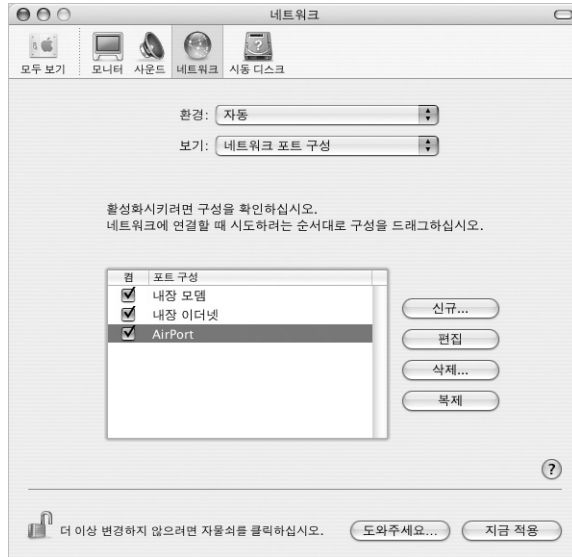 네트워크
모두 보기 모니터 사운드 네트워크 시동 디스크
환경: 자동
보기: 네트워크 포트 구성
활성화시키려면 구성을 확인하십시오.
네트워크에 연결할 때 시도하려는 순서대로 구성을 드래그하십시오.
켬 포트 구성
내장 모뎀
내장 이더넷
AirPort
신규...
편집
삭제...
복제
?
더 이상 변경하지 않으려면 자물쇠를 클릭하십시오.
도와주세요... 지금 적용